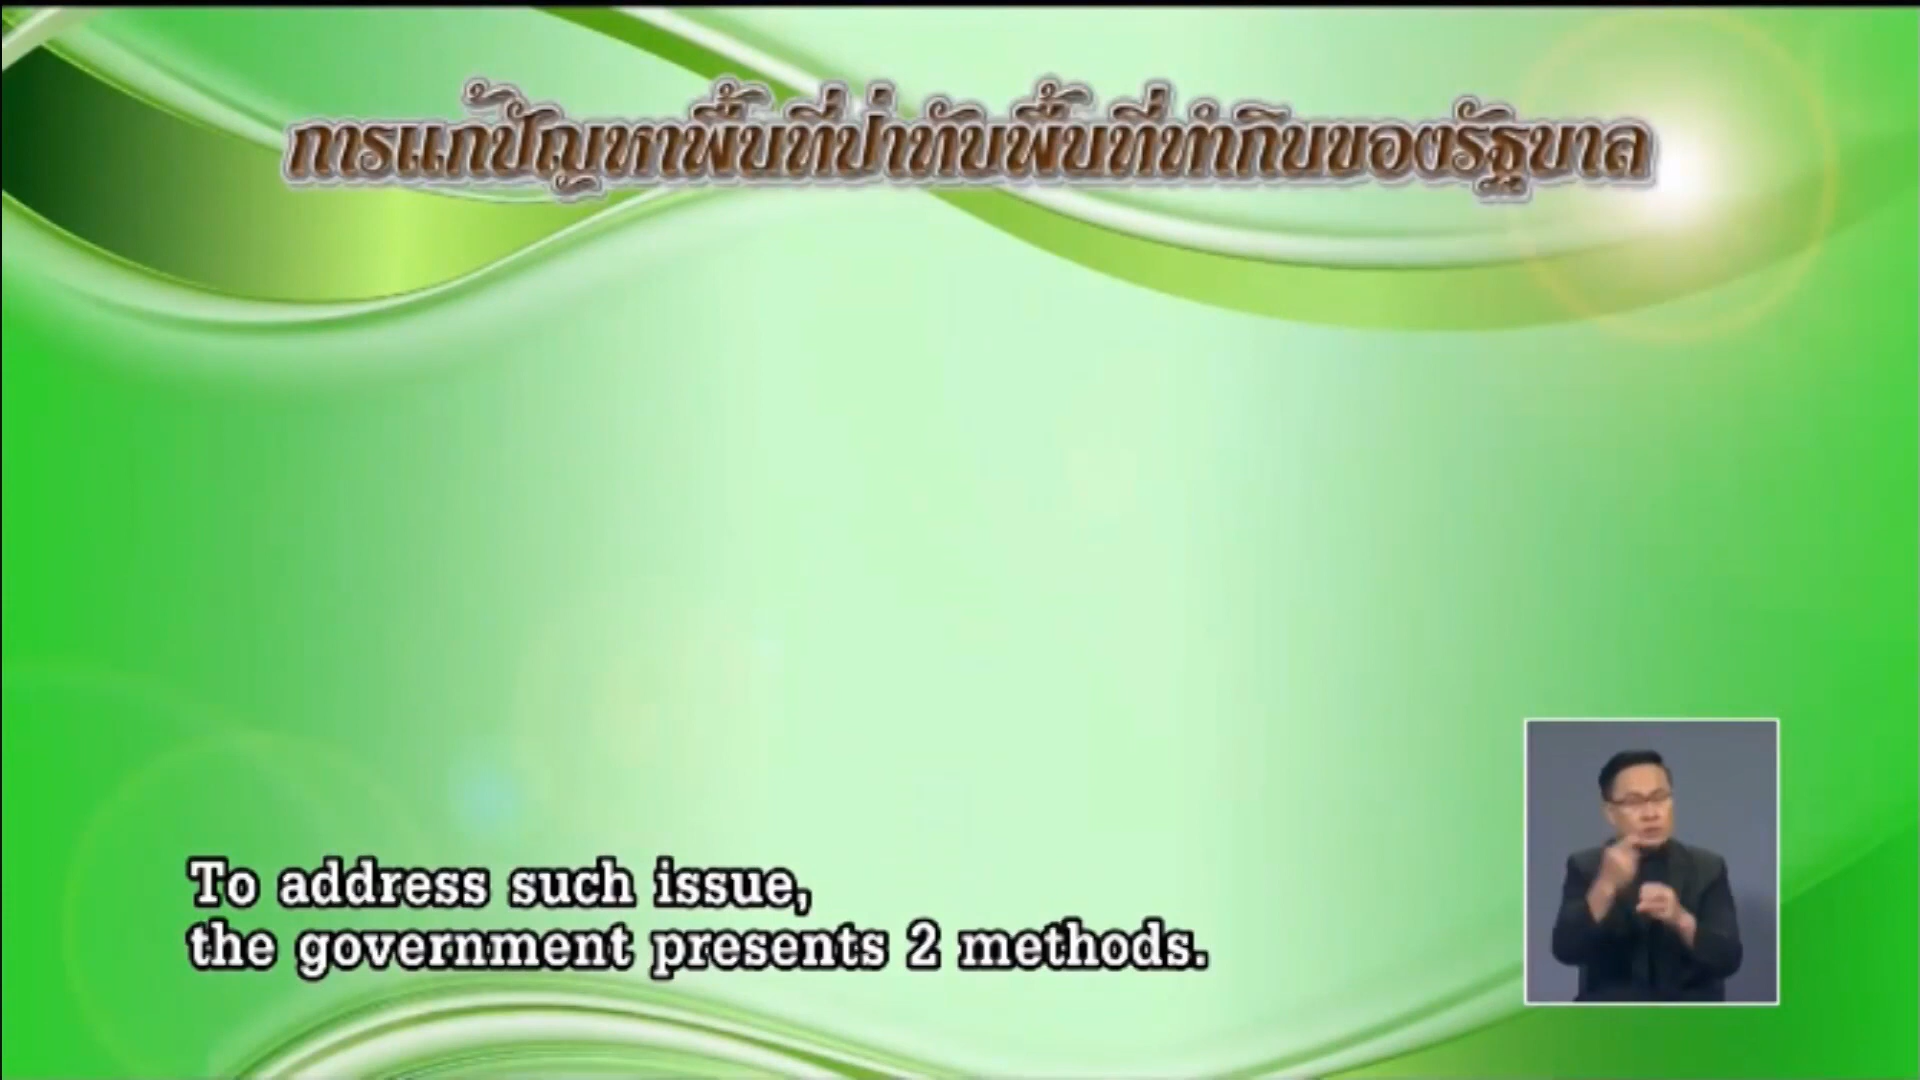 การแก้ปัญหาพื้นที่ป่าทับพื้นที่ทำกินของรัฐบาล
To address such issue,
the government presents 2 methods.